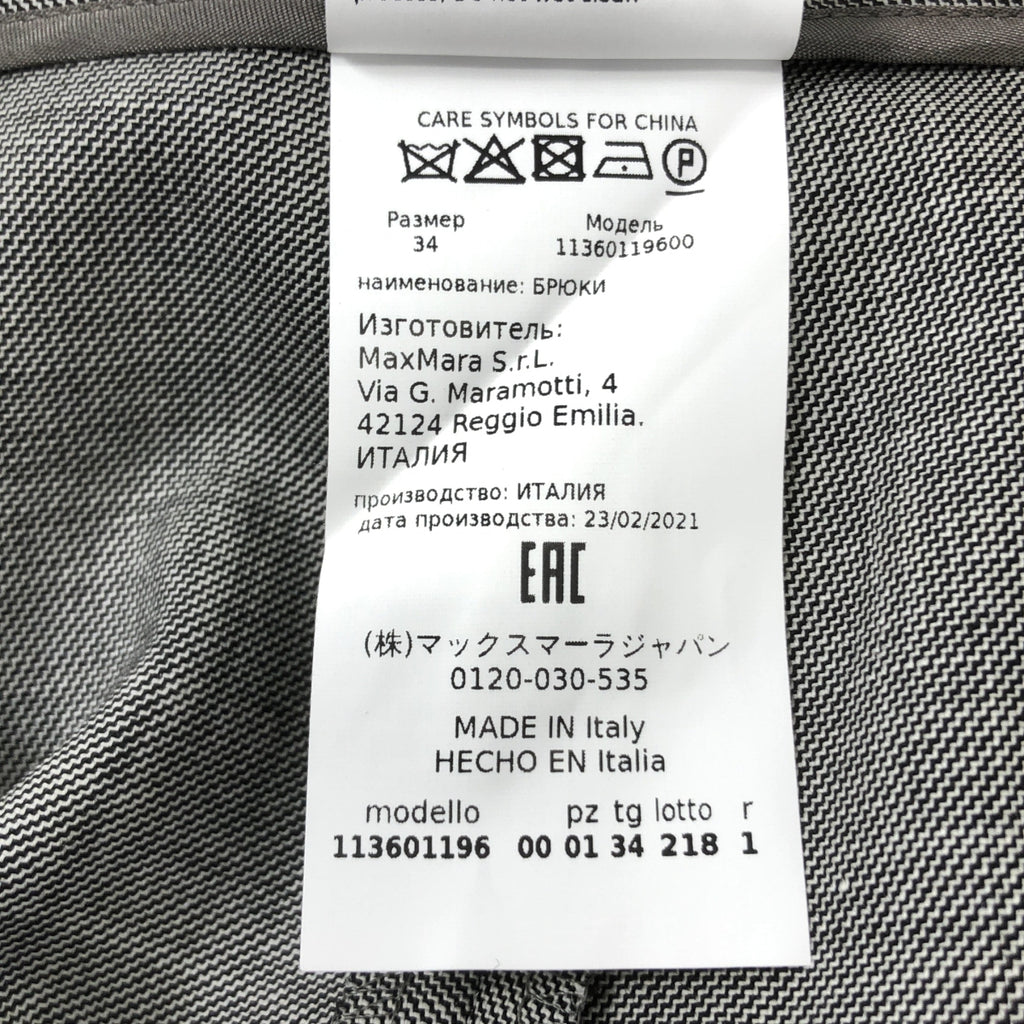 CARE SYMBOLS FOR CHINA
P
Размер Модель
34 11360119600
наименование: БРЮКИ
Изготовитель:
MaxMara S.r.L.
Via G. Maramotti, 4
42124 Reggio Emilia.
ИТАЛИЯ
производство: ИТАЛИЯ
дата производства: 23/02/2021
EAC
(株)マックスマーラジャパン
0120-030-535
MADE IN Italy
HECHO EN Italia
modello pz tg lotto r
113601196 00 01 34 218 1